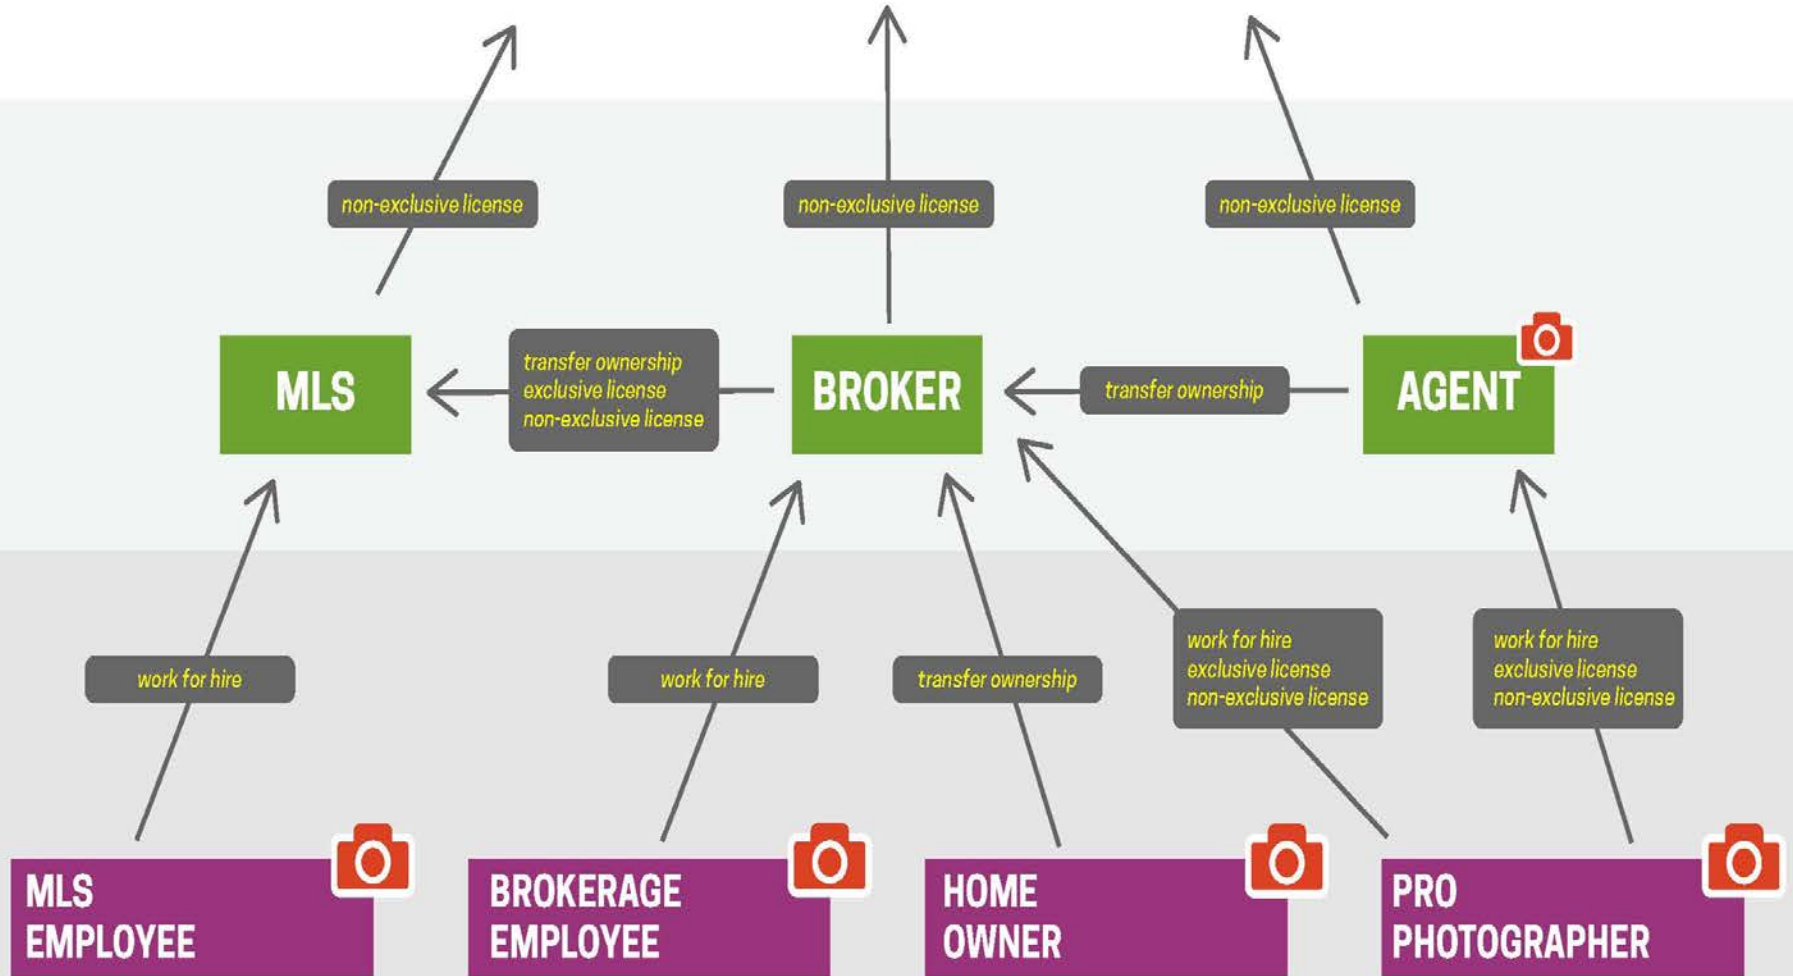 non-exclusive license
non-exclusive license
non-exclusive license
MLS
transfer ownership
exclusive license
non-exclusive license
BROKER
transfer ownership
AGENT
work for hire
work for hire
transfer ownership
work for hire
exclusive license
non-exclusive license
work for hire
exclusive license
non-exclusive license
MLS
EMPLOYEE
BROKERAGE
EMPLOYEE
HOME
OWNER
PRO
PHOTOGRAPHER